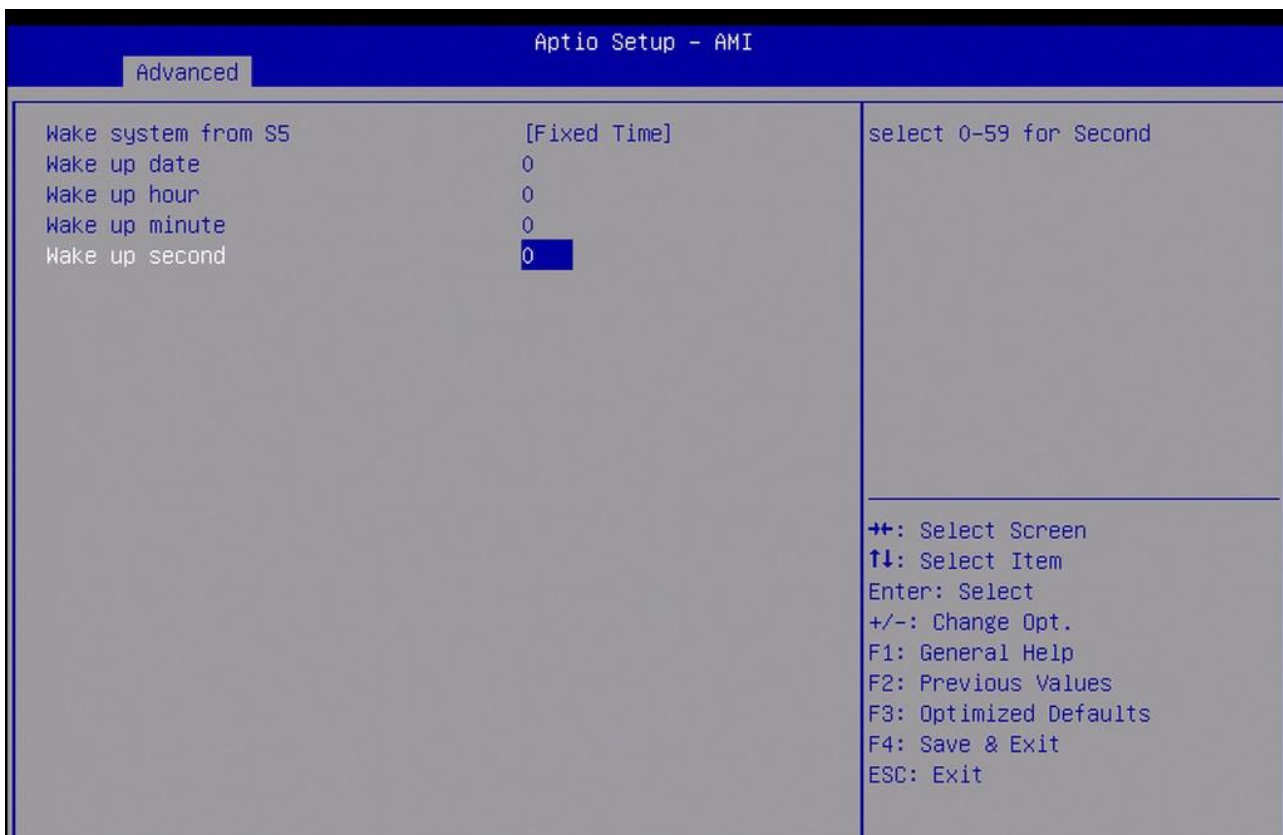 Aptio Setup - AMI
Advanced
Wake system from S5 [Fixed Time]
Wake up date 0
Wake up hour 0
Wake up minute 0
Wake up second 0
select 0-59 for Second
→←: Select Screen
↑↓: Select Item
Enter: Select
+/-: Change Opt.
F1: General Help
F2: Previous Values
F3: Optimized Defaults
F4: Save & Exit
ESC: Exit